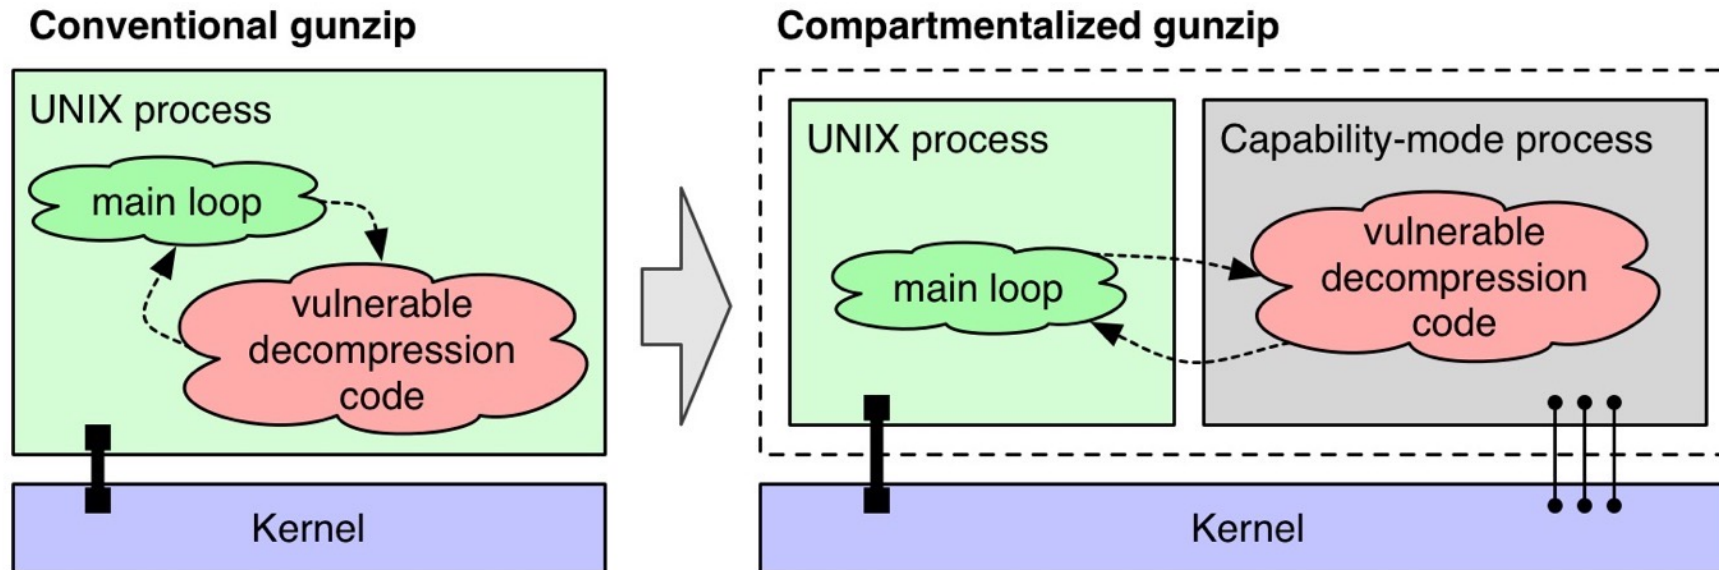 Conventional gunzip
UNIX process
main loop
vulnerable
decompression
code
Kernel
Compartmentalized gunzip
UNIX process
main loop
Capability-mode process
vulnerable
decompression
code
Kernel